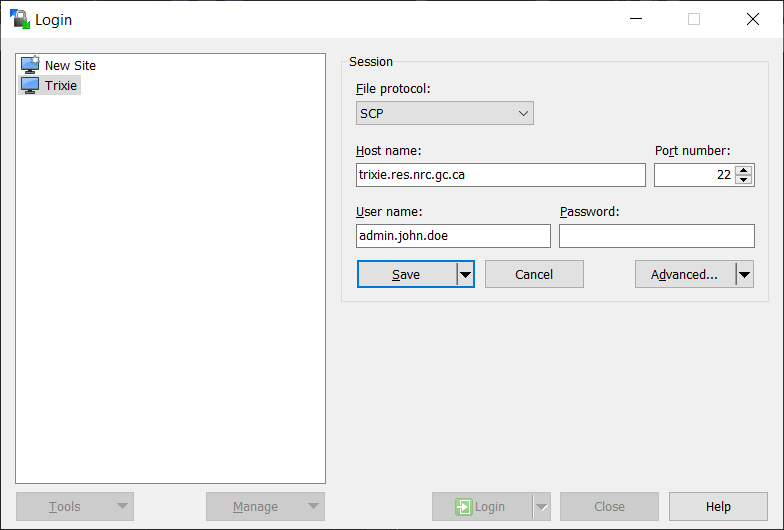 Login
New Site
Trixie
Session
File protocol:
SCP
Host name:
Port number:
trixie.res.nrc.gc.ca
22
User name:
Password:
admin.john.doe
Save
Cancel
Advanced...
Tools
Manage
Login
Close
Help